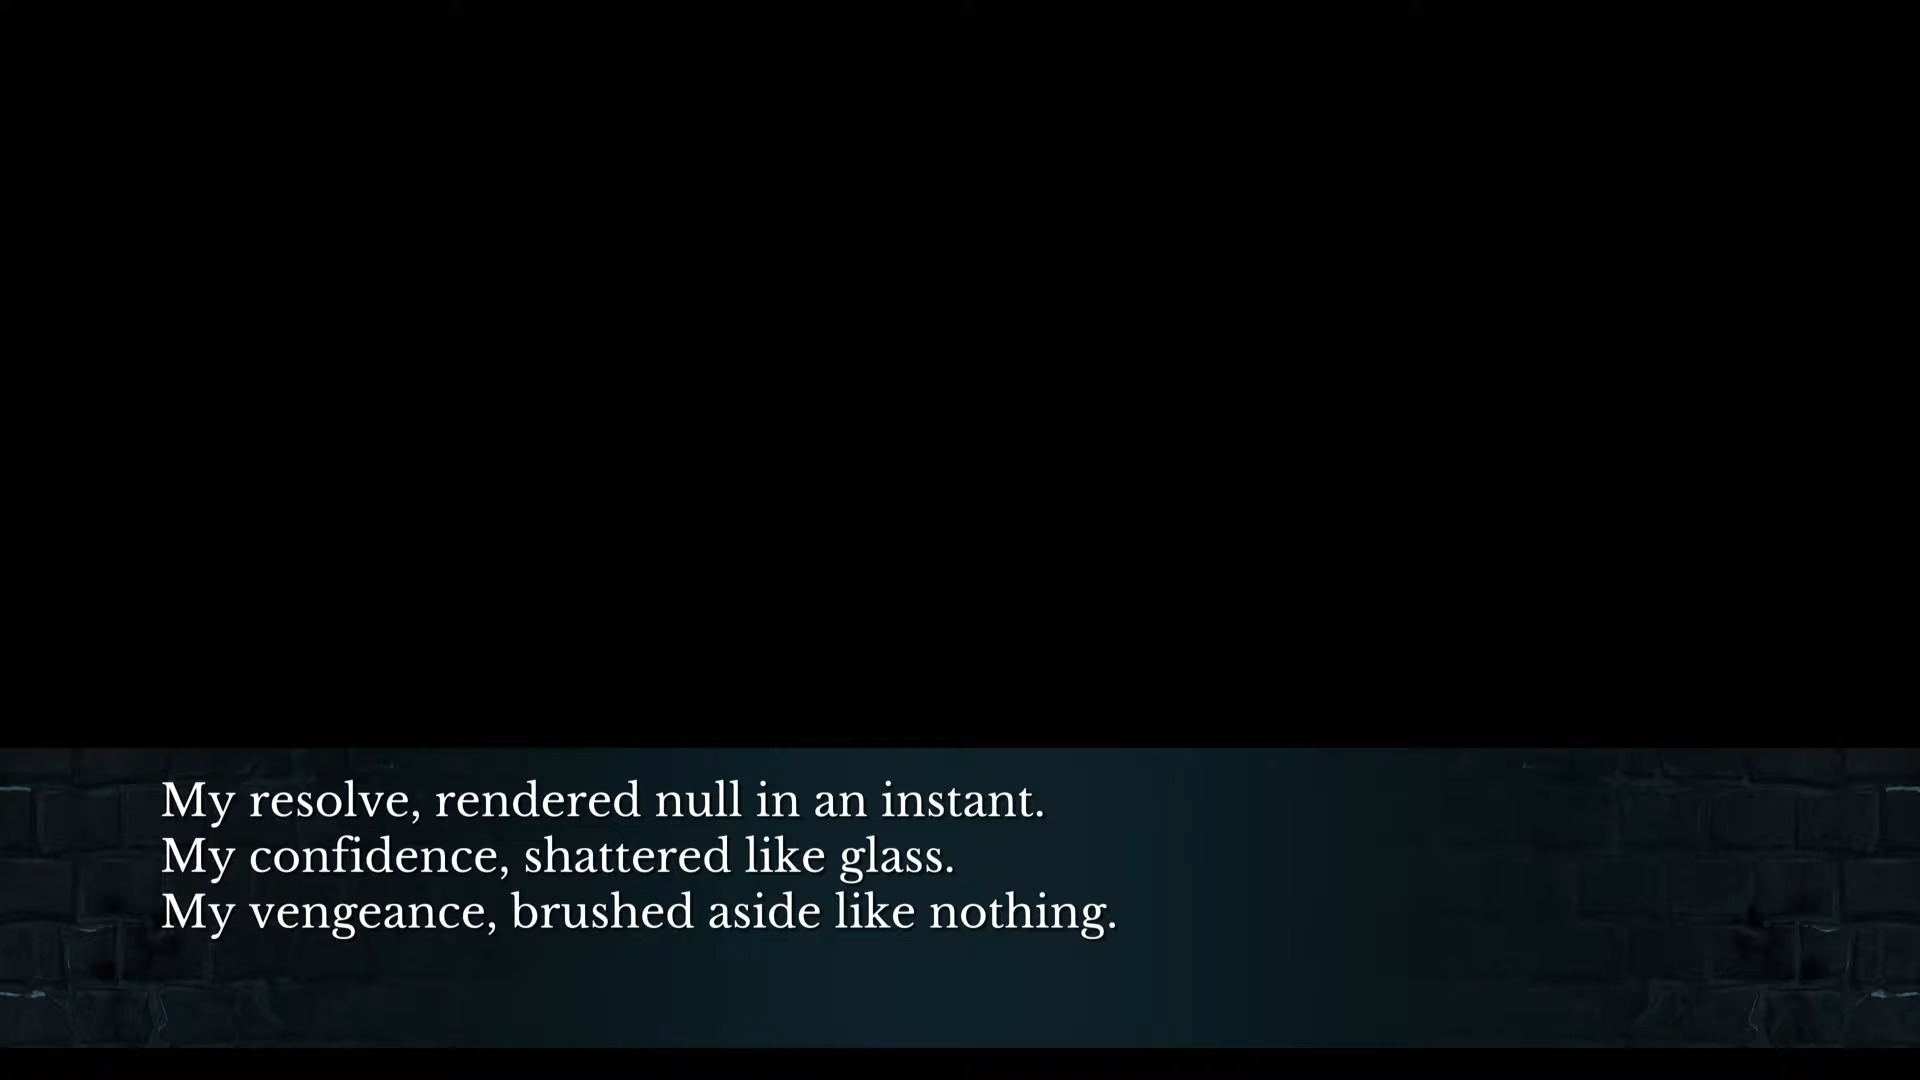 My resolve, rendered null in an instant.
My confidence, shattered like glass.
My vengeance, brushed aside like nothing.